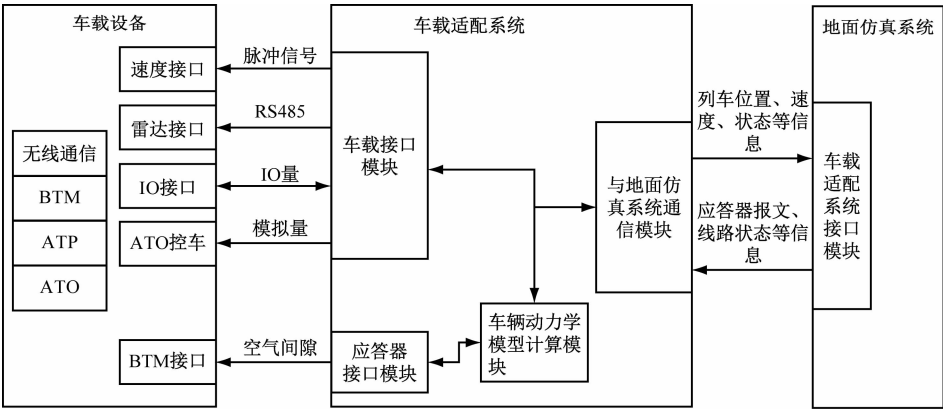 车载设备
速度接口
雷达接口
无线通信
BTM
ATP
ATO
IO接口
ATO控车
BTM接口
脉冲信号
RS485
IO量
模拟量
空气间隙
车载适配系统
车载接口
模块
应答器
接口模块
车辆动力学
模型计算模
块
与地面仿
真系统通
信模块
列车位置、速
度、状态等信
息
应答器报文、
线路状态等信
息
地面仿真系统
车载
适配
系统
接口
模块